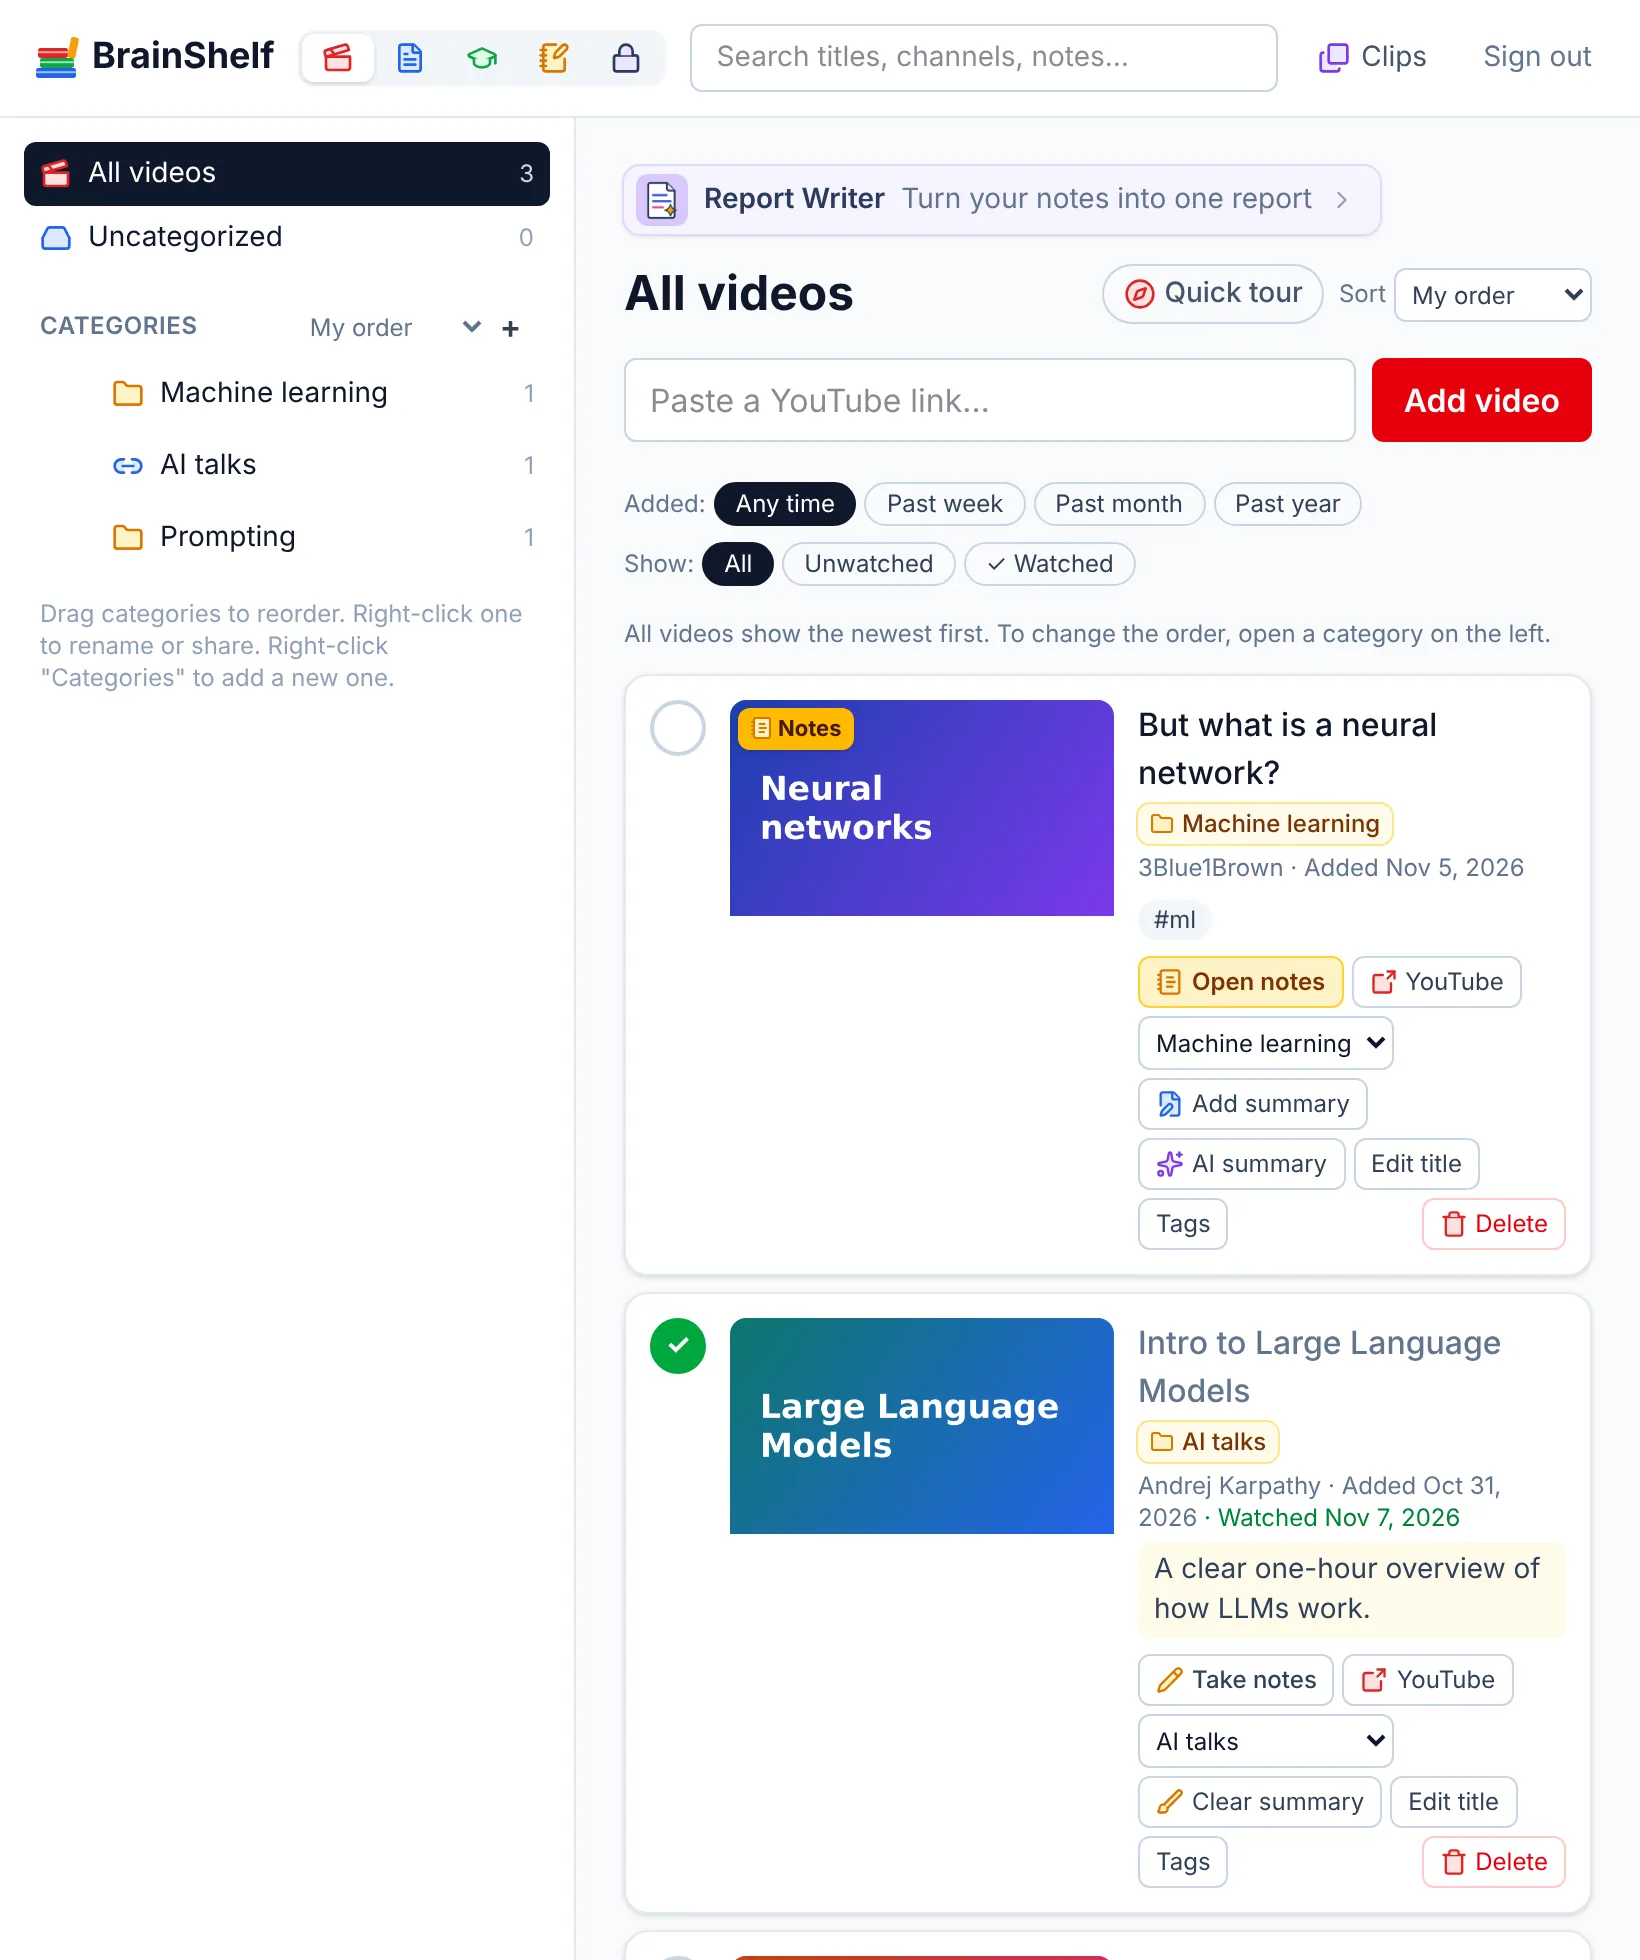 BrainShelf
Search titles, channels, notes...
Clips
Sign out
All videos 3
Uncategorized 0
CATEGORIES My order +
Machine learning 1
AI talks 1
Prompting 1
Drag categories to reorder. Right-click one
to rename or share. Right-click
"Categories" to add a new one.
Report Writer Turn your notes into one report
All videos
Quick tour
Sort My order
Paste a YouTube link...
Add video
Added: Any time Past week Past month Past year
Show: All Unwatched ✓ Watched
All videos show the newest first. To change the order, open a category on the left.
Notes
Neural
networks
But what is a neural
network?
Machine learning
3Blue1Brown · Added Nov 5, 2026
#ml
Open notes YouTube
Machine learning
Add summary
AI summary Edit title
Tags Delete
Large Language
Models
Intro to Large Language
Models
AI talks
Andrej Karpathy · Added Oct 31,
2026 · Watched Nov 7, 2026
A clear one-hour overview of
how LLMs work.
Take notes YouTube
AI talks
Clear summary Edit title
Tags Delete